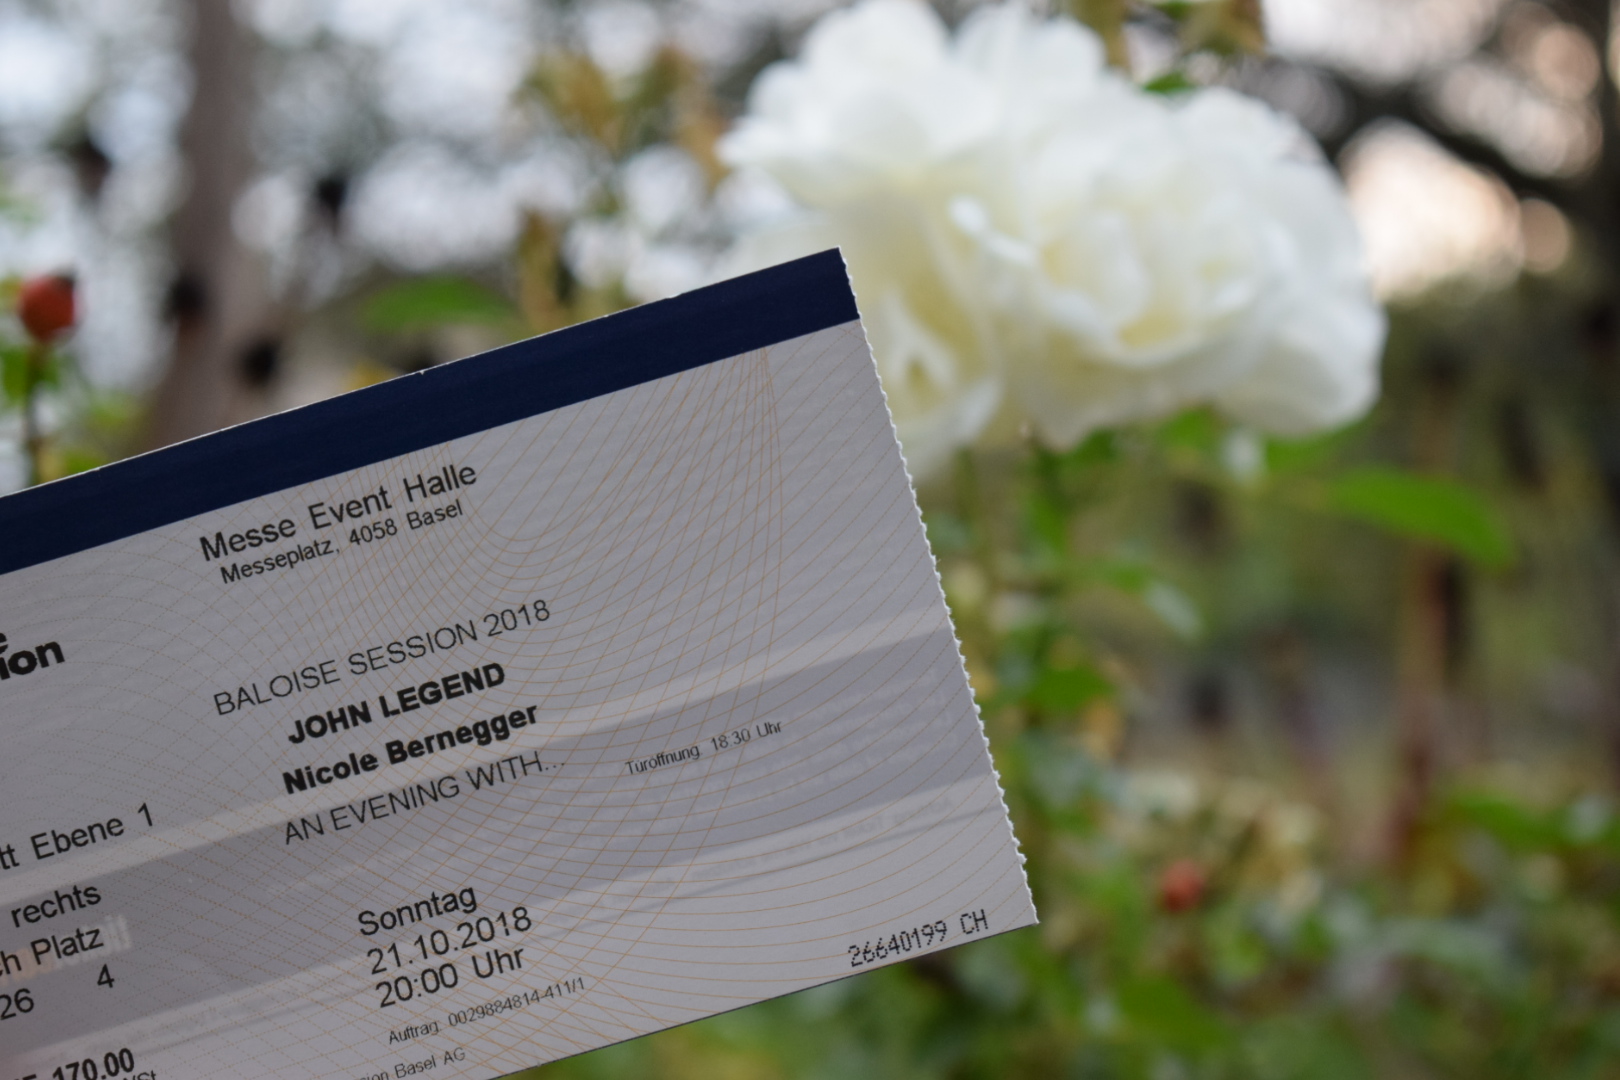 Messe Event Halle
Messeplatz, 4058 Basel
BALOISE SESSION 2018
JOHN LEGEND
Nicole Bernegger
AN EVENING WITH...
Türöffnung 18:30 Uhr
Ebene 1
rechts
Platz
26 4
170.00
Sonntag
21.10.2018
20:00 Uhr
Auftrag: 0029884814-411/1
Basel AG
26640199 CH